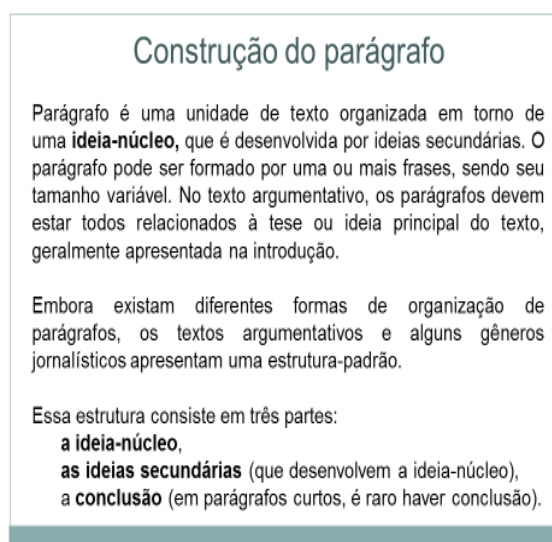 Construção do parágrafo
Parágrafo é uma unidade de texto organizada em torno de
uma ideia-núcleo, que é desenvolvida por ideias secundárias. O
parágrafo pode ser formado por uma ou mais frases, sendo seu
tamanho variável. No texto argumentativo, os parágrafos devem
estar todos relacionados à tese ou ideia principal do texto,
geralmente apresentada na introdução.
Embora existam diferentes formas de organização de
parágrafos, os textos argumentativos e alguns gêneros
jornalísticos apresentam uma estrutura-padrão.
Essa estrutura consiste em três partes:
a ideia-núcleo,
as ideias secundárias (que desenvolvem a ideia-núcleo),
a conclusão (em parágrafos curtos, é raro haver conclusão).